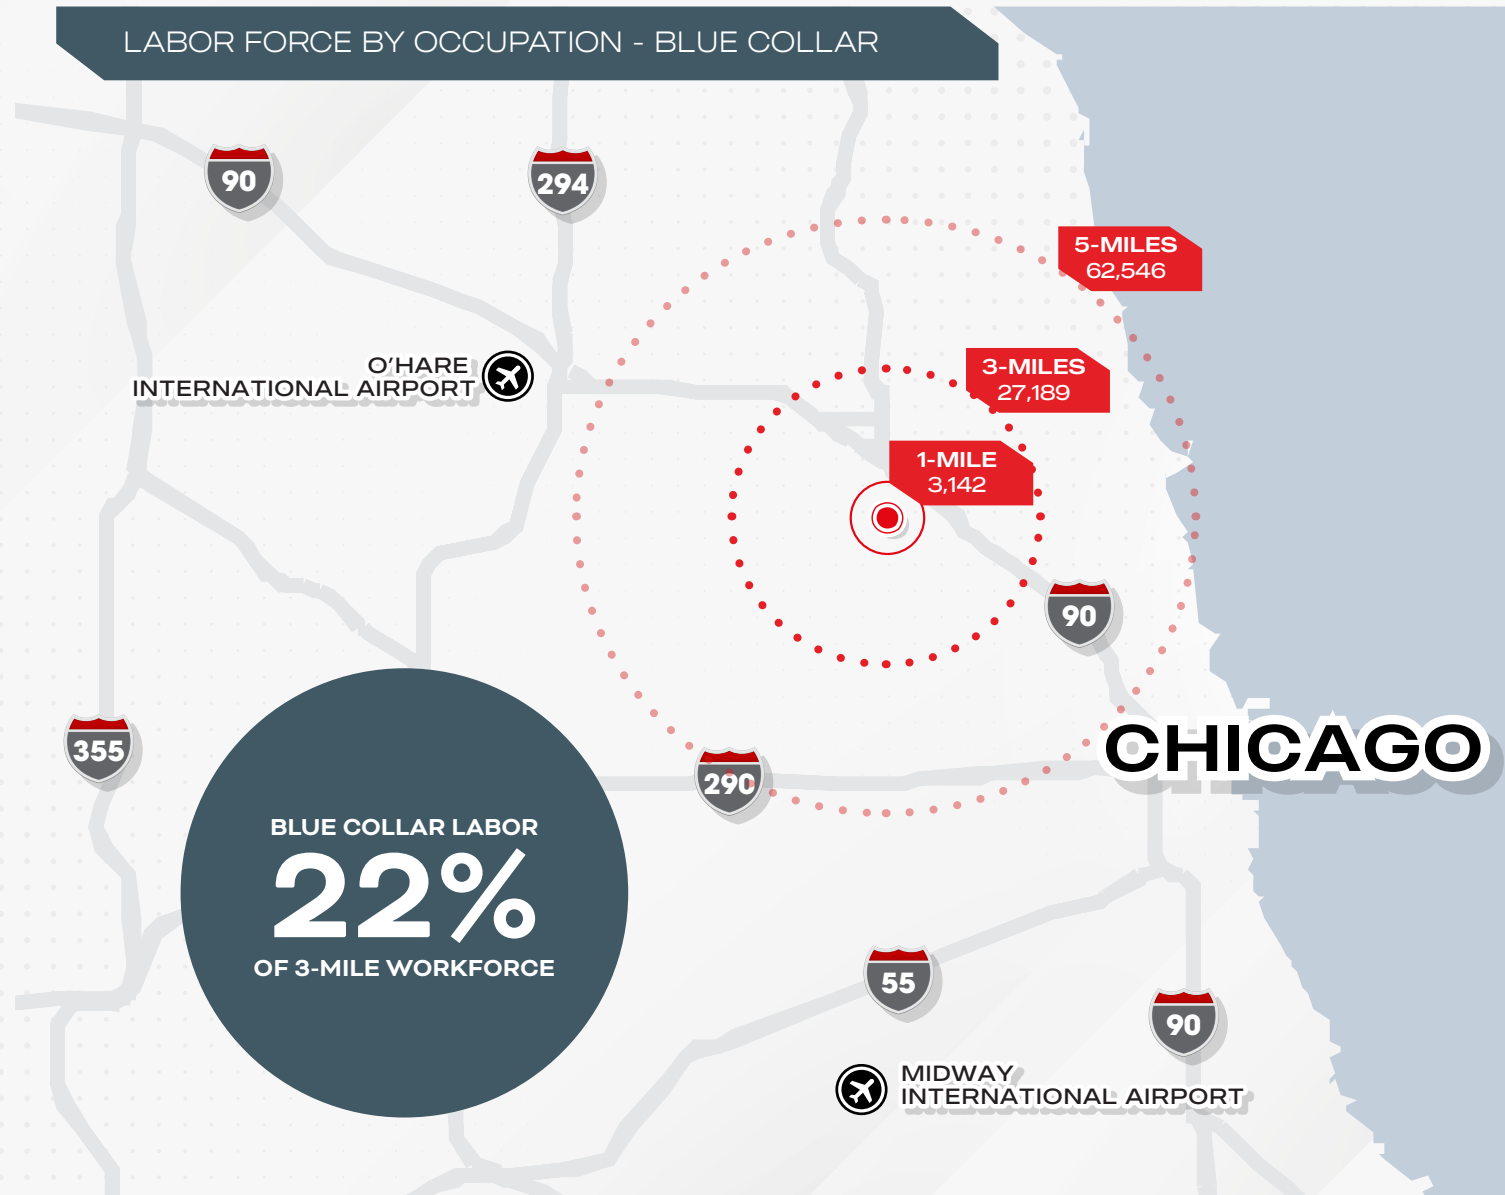 LABOR FORCE BY OCCUPATION - BLUE COLLAR
90
294
5-MILES
62,546
O'HARE
INTERNATIONAL AIRPORT
3-MILES
27,189
1-MILE
3,142
90
355
290
CHICAGO
BLUE COLLAR LABOR
22%
OF 3-MILE WORKFORCE
55
90
MIDWAY
INTERNATIONAL AIRPORT